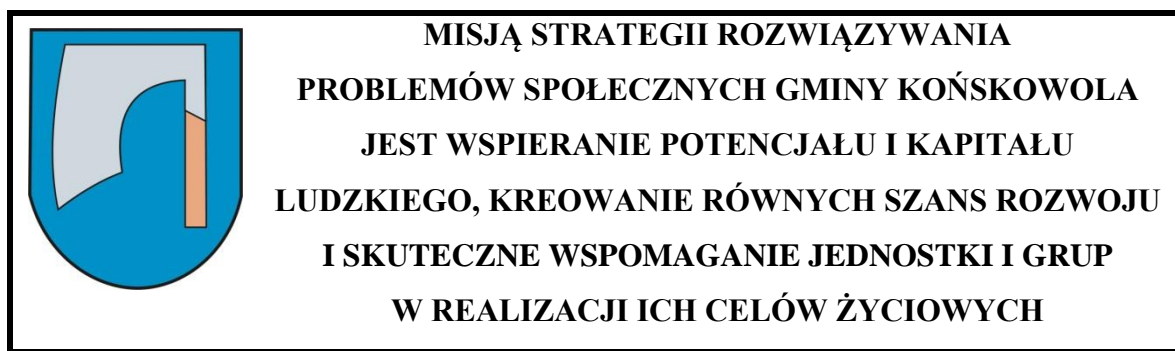 MISJĄ STRATEGII ROZWIĄZYWANIA
PROBLEMÓW SPOŁECZNYCH GMINY KOŃSKOWOLA
JEST WSPIERANIE POTENCJAŁU I KAPITAŁU
LUDZKIEGO, KREOWANIE RÓWNYCH SZANS ROZWOJU
I SKUTECZNE WSPOMAGANIE JEDNOSTKI I GRUP
W REALIZACJI ICH CELÓW ŻYCIOWYCH